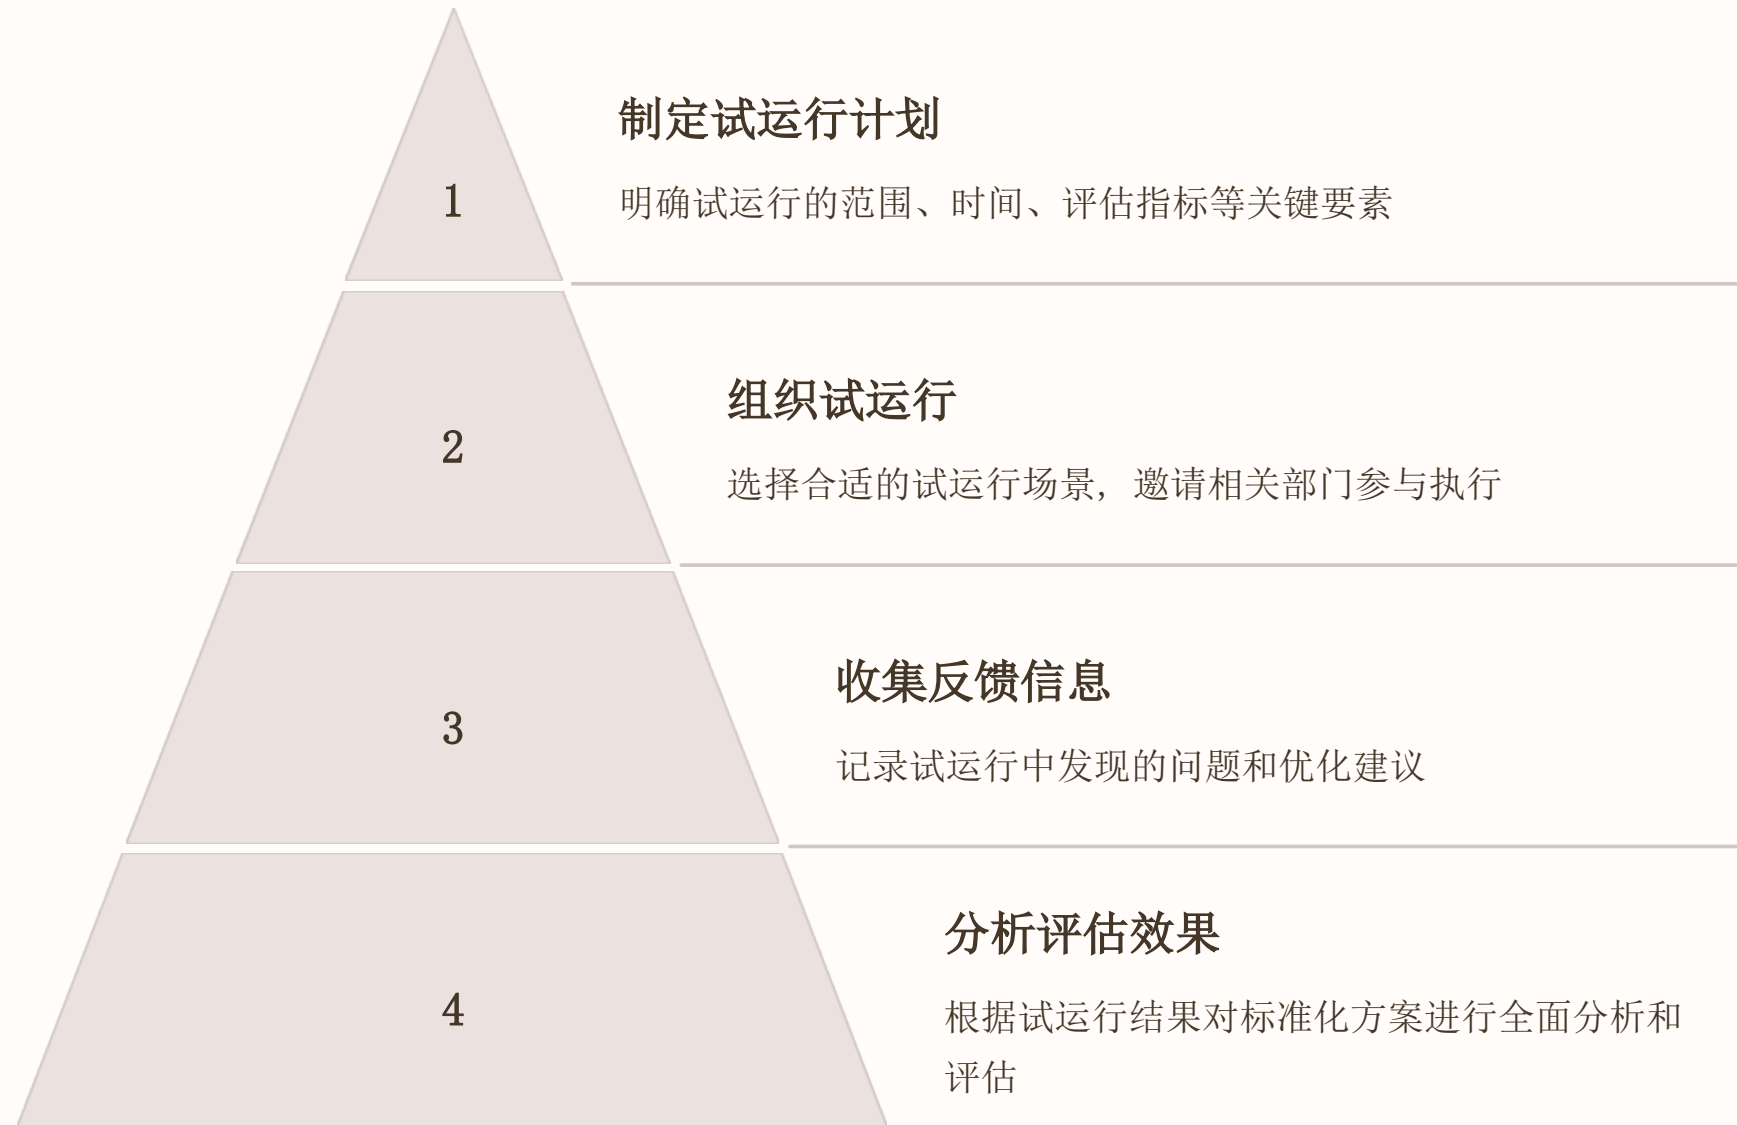 1
制定试运行计划
明确试运行的范围、时间、评估指标等关键要素
2
组织试运行
选择合适的试运行场景，邀请相关部门参与执行
3
收集反馈信息
记录试运行中发现的问题和优化建议
4
分析评估效果
根据试运行结果对标准化方案进行全面分析和
评估